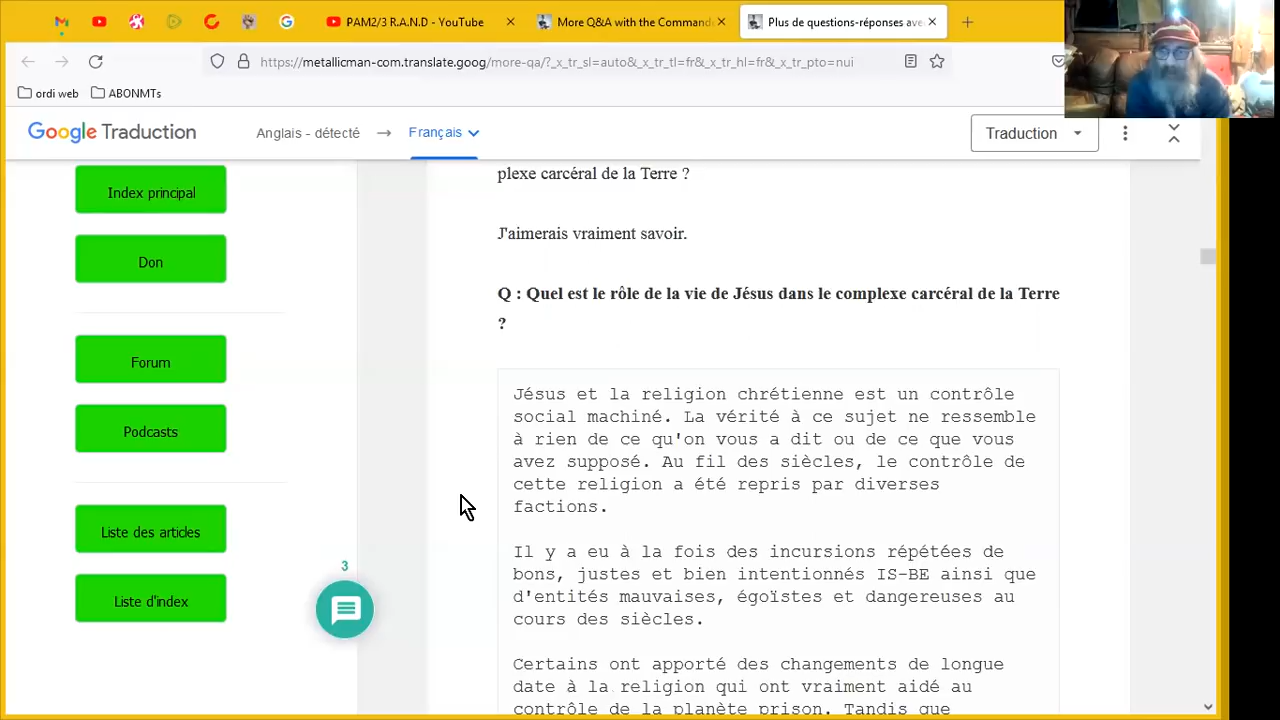 PAM2/3 R.A.N.D - YouTube
More Q&A with the Command
Plus de questions-réponses ave
https://metallicman-com.translate.goog/more-qa/?_x_tr_sl=auto&_x_tr_tl=fr&_x_tr_hl=fr&_x_tr_pto=nui
ordi web
ABONMTs
Google Traduction
Anglais - détecté
Français
Traduction
Index principal
Don
Forum
Podcasts
Liste des articles
Liste d'index
3
plexe carcéral de la Terre ?
J'aimerais vraiment savoir.
Q : Quel est le rôle de la vie de Jésus dans le complexe carcéral de la Terre
?
Jésus et la religion chrétienne est un contrôle
social machiné. La vérité à ce sujet ne ressemble
à rien de ce qu'on vous a dit ou de ce que vous
avez supposé. Au fil des siècles, le contrôle de
cette religion a été repris par diverses
factions.
Il y a eu à la fois des incursions répétées de
bons, justes et bien intentionnés IS-BE ainsi que
d'entités mauvaises, égoïstes et dangereuses au
cours des siècles.
Certains ont apporté des changements de longue
date à la religion qui ont vraiment aidé au
contrôle de la planète prison. Tandis que